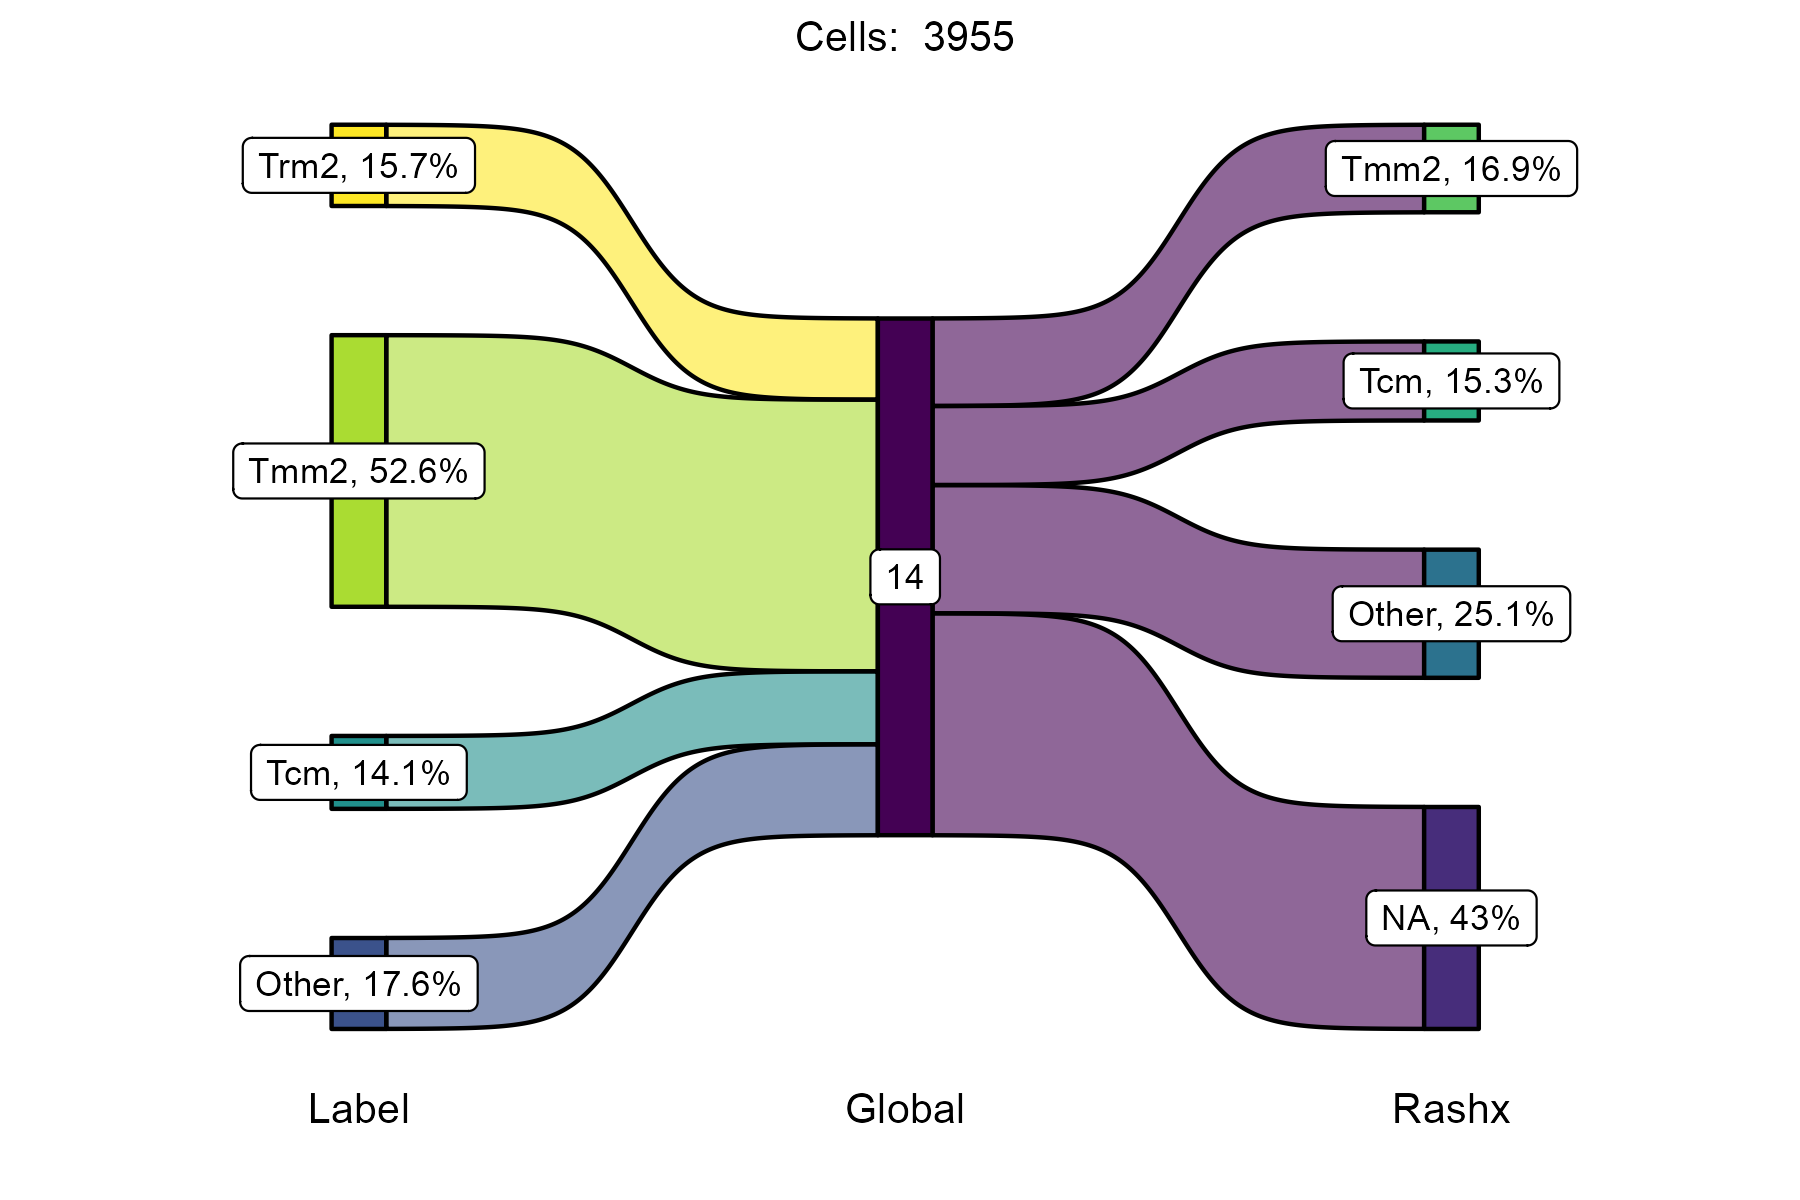 Cells:  3955
Trm2, 15.7%
Tmm2, 52.6%
Tcm, 14.1%
Other, 17.6%
14
Tmm2, 16.9%
Tcm, 15.3%
Other, 25.1%
NA, 43%
Label
Global
Rashx